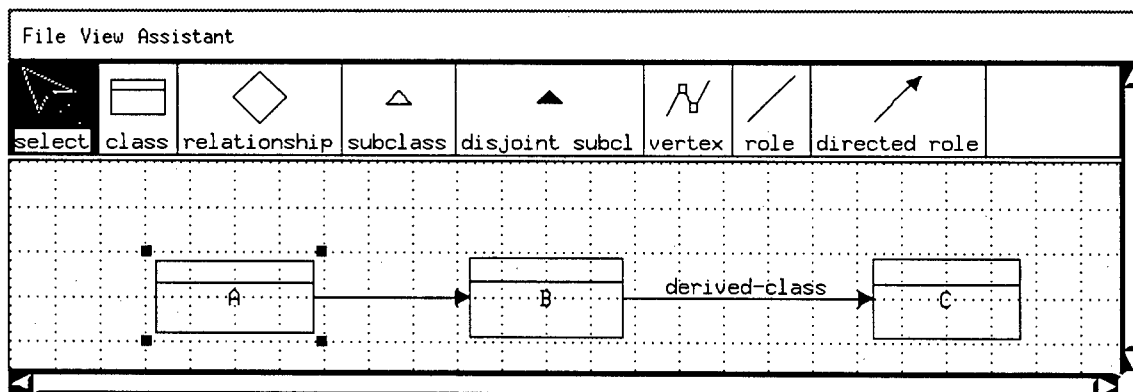 File View Assistant
select class relationship subclass disjoint subcl vertex role directed role
A B derived-class C